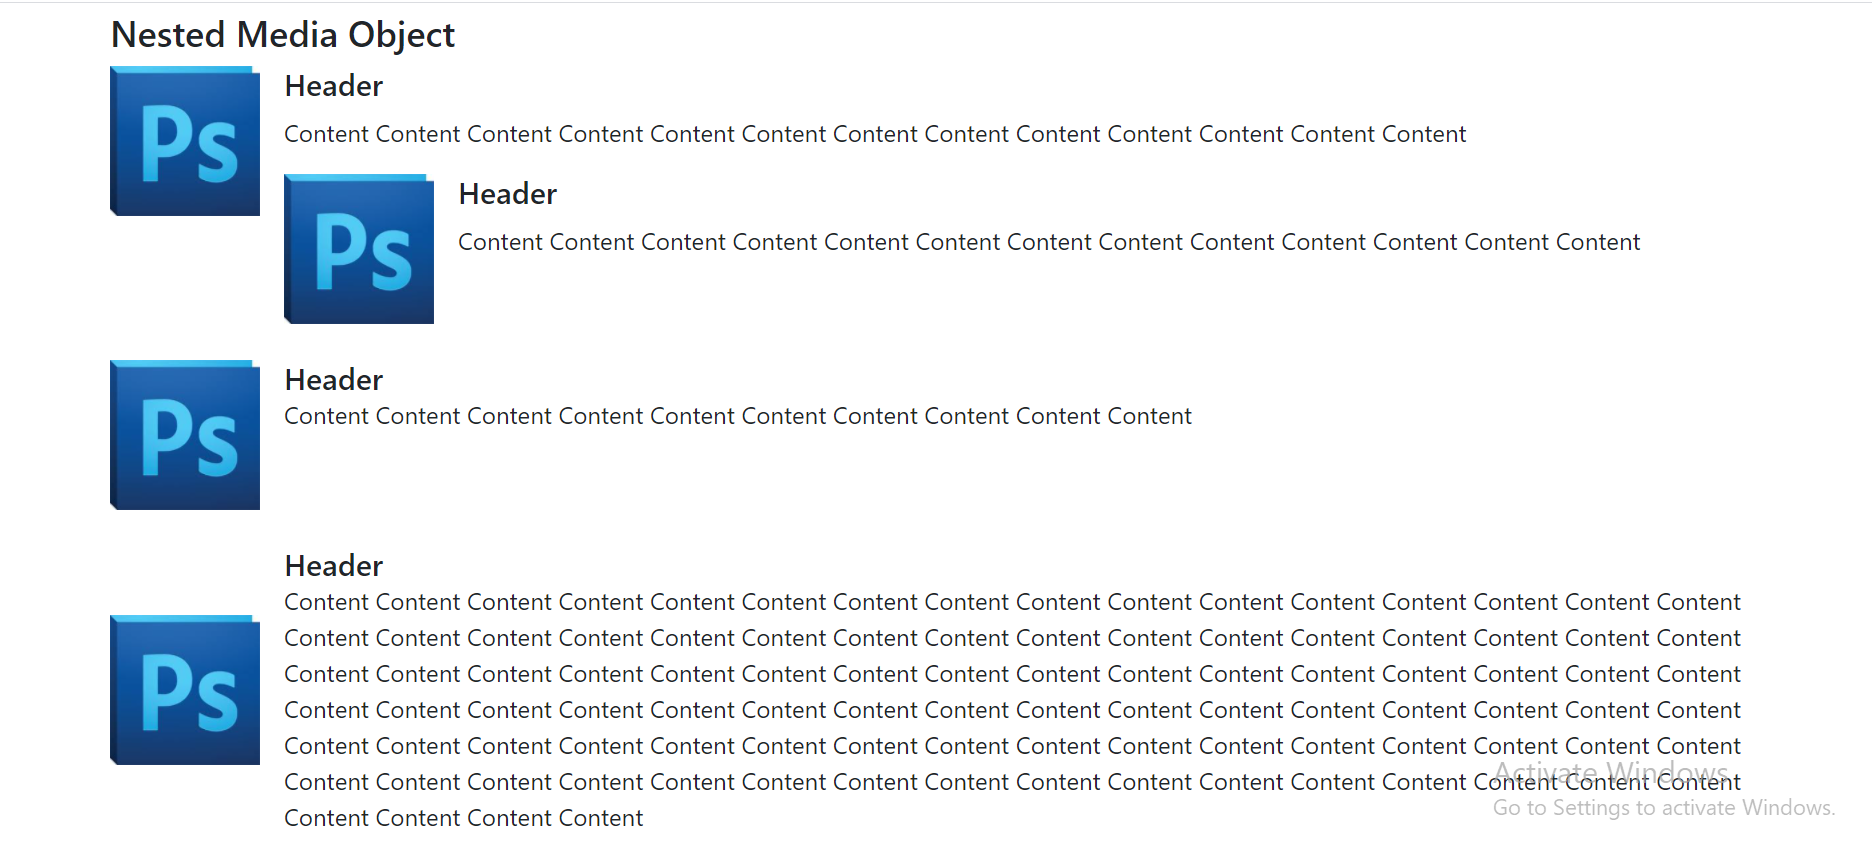 Nested Media Object
Ps
Header
Content Content Content Content Content Content Content Content Content Content Content Content Content
Ps
Header
Content Content Content Content Content Content Content Content Content Content Content Content Content
Ps
Header
Content Content Content Content Content Content Content Content Content Content
Header
Ps
Content Content Content Content Content Content Content Content Content Content Content Content Content Content Content Content
Content Content Content Content Content Content Content Content Content Content Content Content Content Content Content Content
Content Content Content Content Content Content Content Content Content Content Content Content Content Content Content Content
Content Content Content Content Content Content Content Content Content Content Content Content Content Content Content Content
Content Content Content Content Content Content Content Content Content Content Content Content Content Content Content Content
Content Content Content Content Content Content Content Content Content Content Content Content Content Content Content Content
Content Content Content Content
Activate Windows
Go to Settings to activate Windows.